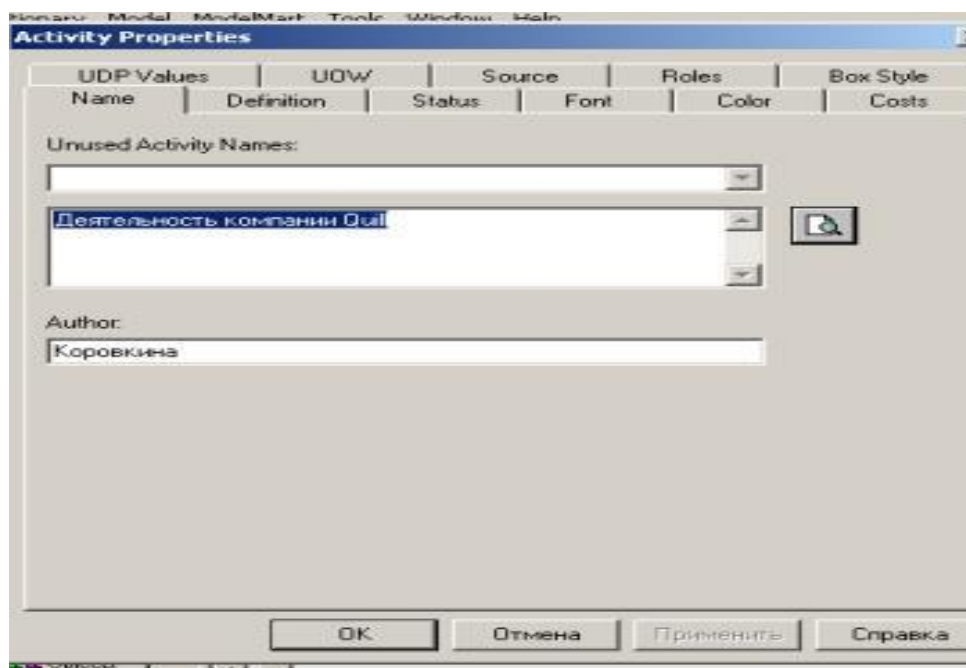 Model ModelMart Tools Window Help
Activity Properties
UDP Values UOW Source Roles Box Style
Name Definition Status Font Color Costs
Unused Activity Names:
Деятельность компании Quil
Author:
Коровкина
OK Отмена Применить Справка